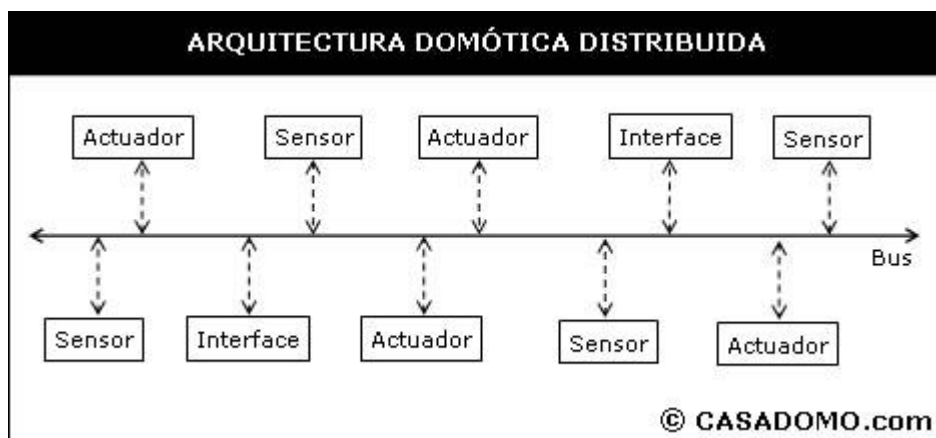 ARQUITECTURA DOMÓTICA DISTRIBUIDA
Actuador Sensor Actuador Interface Sensor
Bus
Sensor Interface Actuador Sensor Actuador
© CASADOMO.com